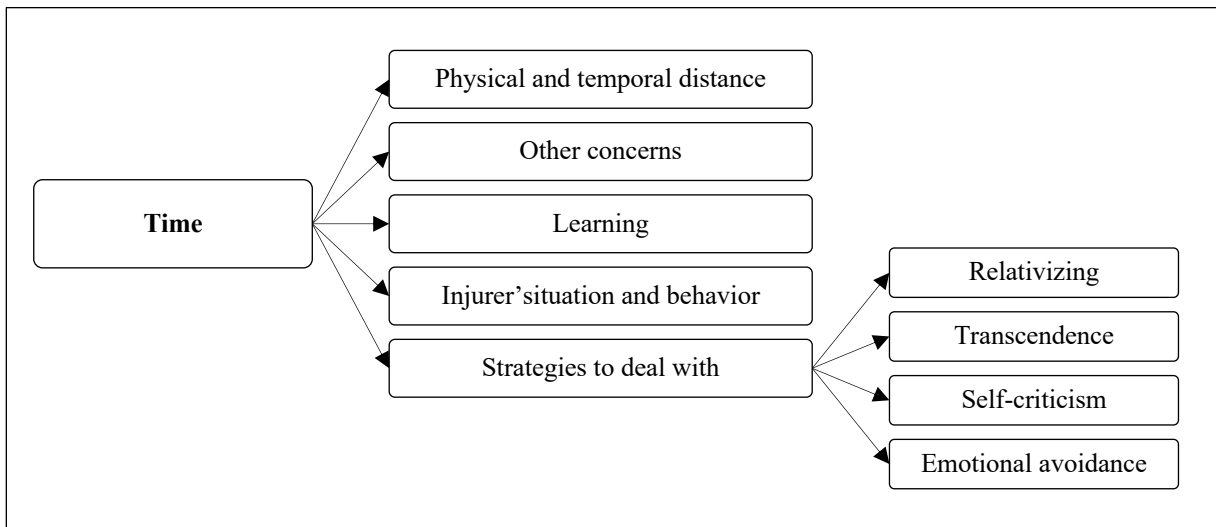 Time
Physical and temporal distance
Other concerns
Learning
Injurer’situation and behavior
Strategies to deal with
Relativizing
Transcendence
Self-criticism
Emotional avoidance